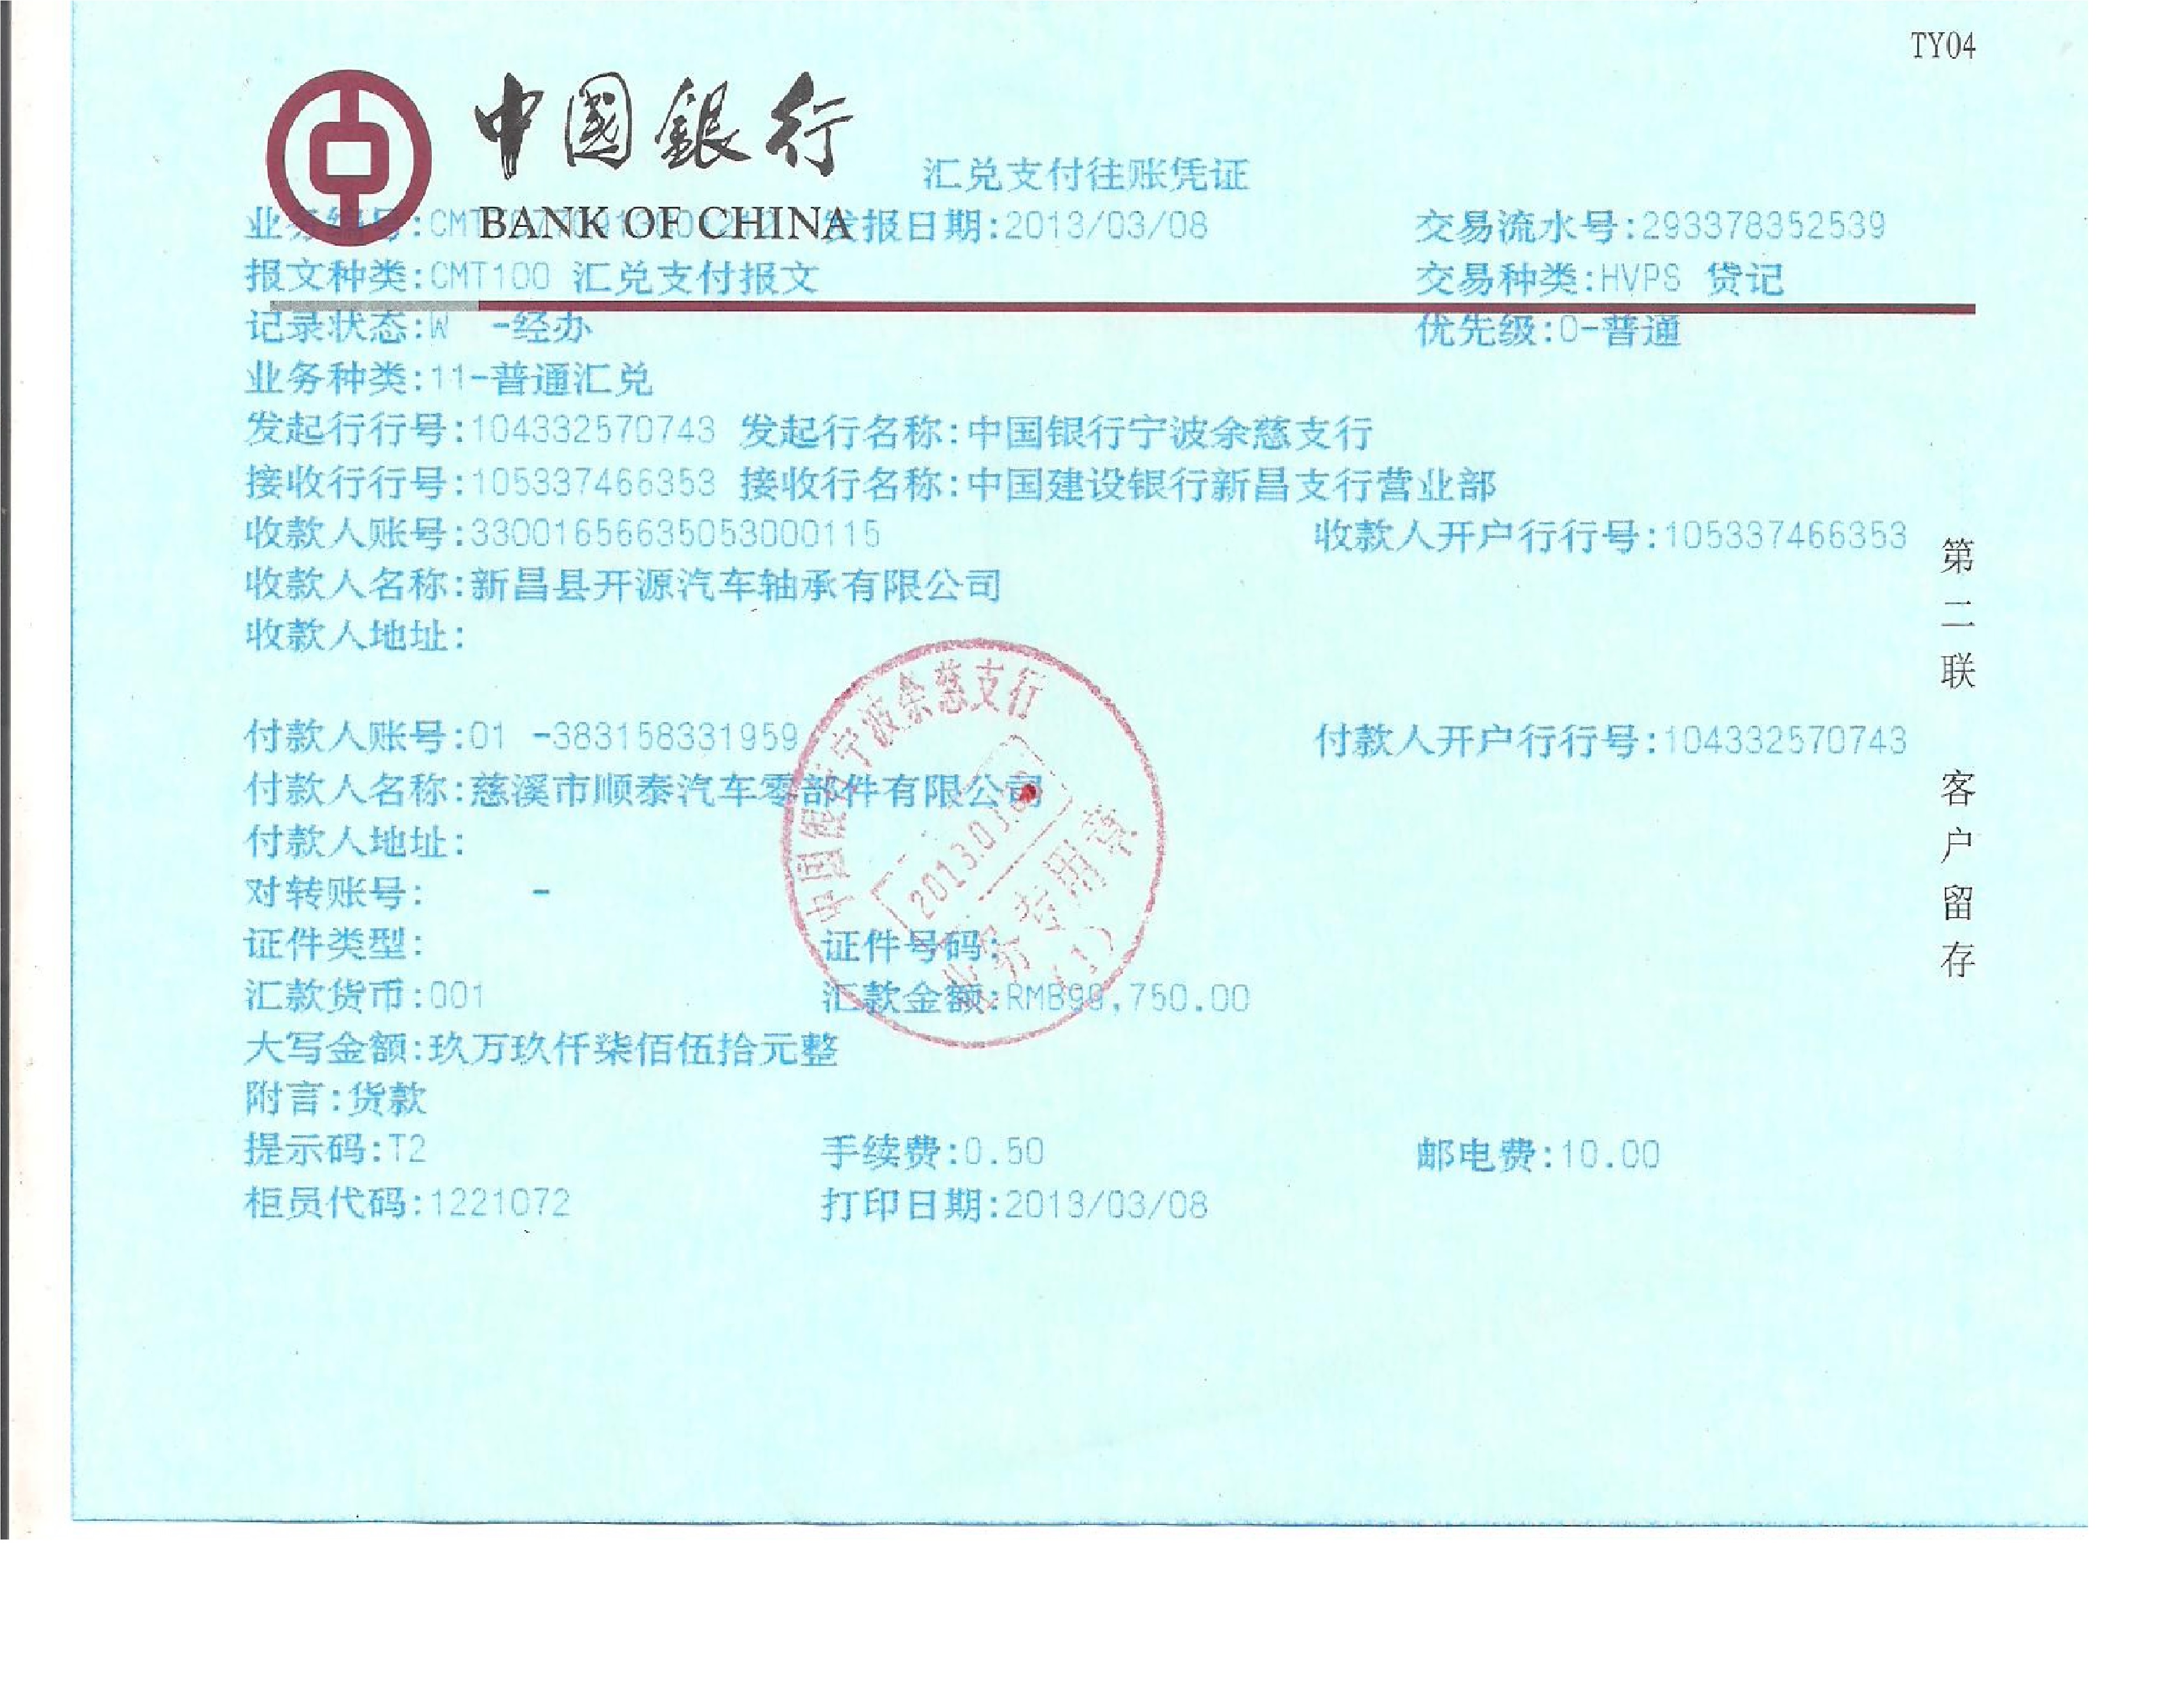 TY04
中國銀行
汇兑支付往账凭证
BANK OF CHINA
业务编号: 发报日期:2013/03/08 交易流水号:293378352539
报文种类:CMT100 汇兑支付报文 交易种类:HVPS 贷记
记录状态:W -经办 优先级:0-普通
业务种类:11-普通汇兑
发起行行号:104332570743 发起行名称:中国银行宁波余慈支行
接收行行号:105337466353 接收行名称:中国建设银行新昌支行营业部
收款人账号:33001656635053000115 收款人开户行行号:105337466353
收款人名称:新昌县开源汽车轴承有限公司
收款人地址:
付款人账号:01 -383158331959 付款人开户行行号:104332570743
付款人名称:慈溪市顺泰汽车零部件有限公司
付款人地址:
对转账号: -
证件类型: 证件号码:
汇款货币:001 汇款金额:RMB99,750.00
大写金额:玖万玖仟柒佰伍拾元整
附言:货款
提示码:T2 手续费:0.50 邮电费:10.00
柜员代码:1221072 打印日期:2013/03/08
第二联 客户留存
中国银行宁波余慈支行
业务专用章
(1)